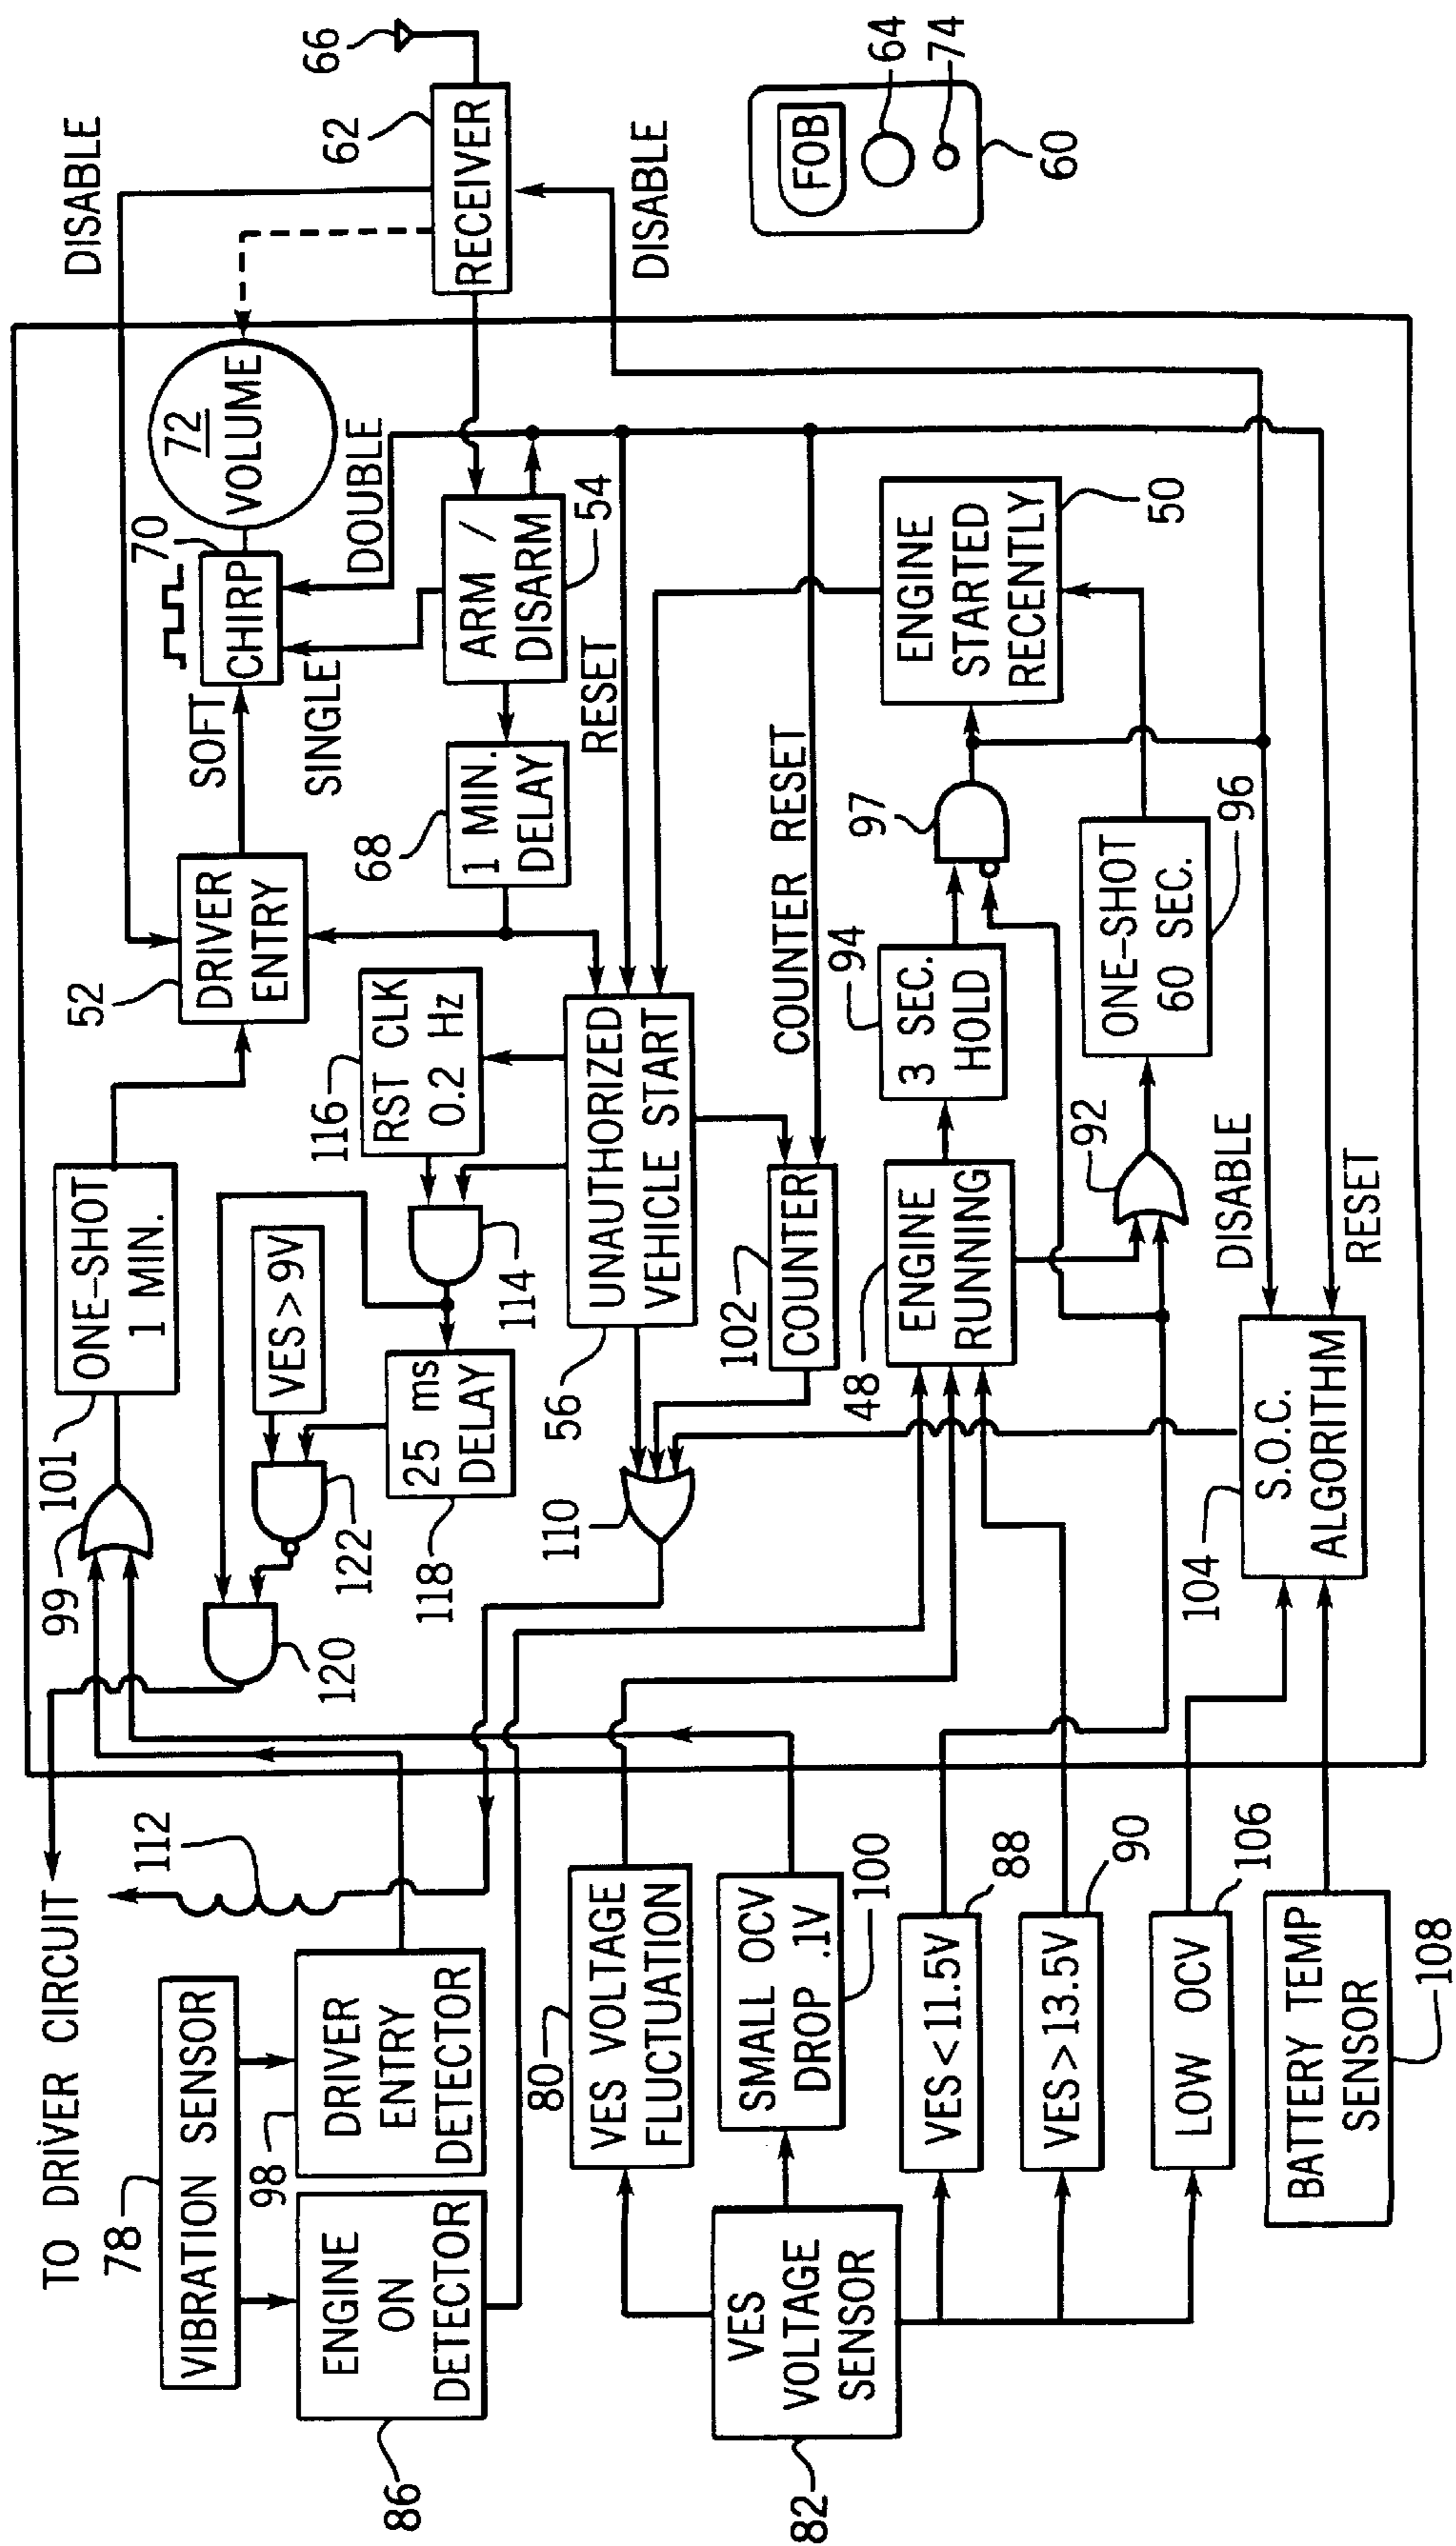 TO DRIVER CIRCUIT
112
78
VIBRATION SENSOR
86
ENGINE
ON
DETECTOR
98
DRIVER
ENTRY
DETECTOR
80
VES VOLTAGE
FLUCTUATION
82
VES
VOLTAGE
SENSOR
SMALL OCV
DROP .1V
100
VES < 11.5V
88
VES > 13.5V
90
LOW OCV
106
BATTERY TEMP
SENSOR
108
99
101
ONE-SHOT
1 MIN.
120
122
VES > 9V
118
25 ms
DELAY
114
116
RST CLK
0.2 Hz
52
DRIVER
ENTRY
SOFT
SINGLE
DOUBLE
70
CHIRP
72
VOLUME
DISABLE
68
1 MIN.
DELAY
ARM /
DISARM
54
RESET
62
RECEIVER
66
DISABLE
110
56
UNAUTHORIZED
VEHICLE START
102
COUNTER
COUNTER RESET
48
ENGINE
RUNNING
94
3 SEC.
HOLD
97
ENGINE
STARTED
RECENTLY
50
92
ONE-SHOT
60 SEC.
96
104
S.O.C.
ALGORITHM
DISABLE
RESET
FOB
64
74
60